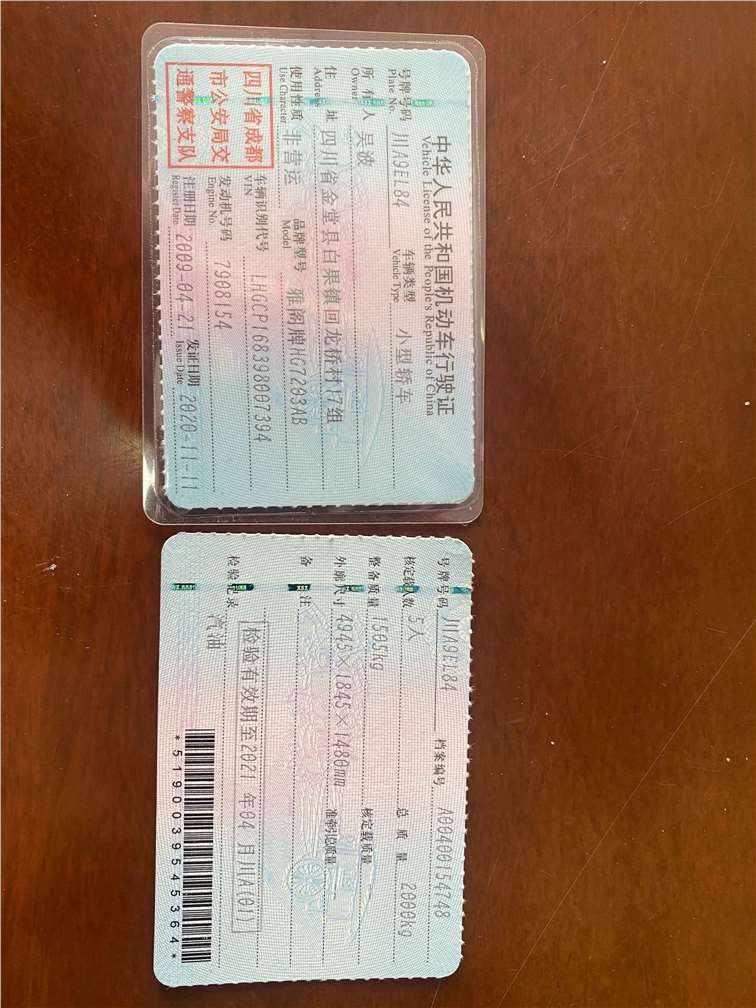 中华人民共和国机动车行驶证
Vehicle License of the People's Republic of China
号牌号码 川A9EL84 车辆类型 小型轿车
Plate No. Vehicle Type
所有人 吴波
Owner
住址 四川省金堂县白果镇回龙桥村17组
Address
使用性质 非营运 品牌型号 雅阁牌HG7203AB
Use Character Model
四川省成都
市公安局交
通警察支队
车辆识别代号 LHGCP168398007394
VIN
发动机号码 7908154
Engine No.
注册日期 2009-04-21 发证日期 2020-11-11
Register Date Issue Date
号牌号码 川A9EL84 档案编号 A00400154748
核定载人数 5人 总质量 2000kg
整备质量 1505kg 核定载质量
外廓尺寸 4945×1845×1480mm 准牵引总质量
备注
检验有效期至2021年04月川A(01)
检验记录
汽油
*5190039545364*